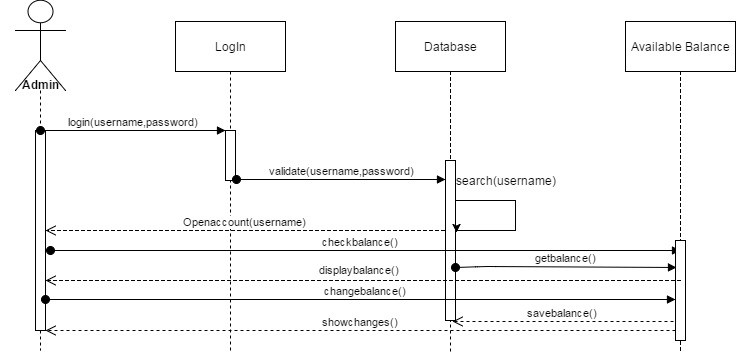 LogIn
Database
Available Balance
Admin
login(username,password)
validate(username,password)
search(username)
Openaccount(username)
checkbalance()
getbalance()
displaybalance()
changebalance()
savebalance()
showchanges()